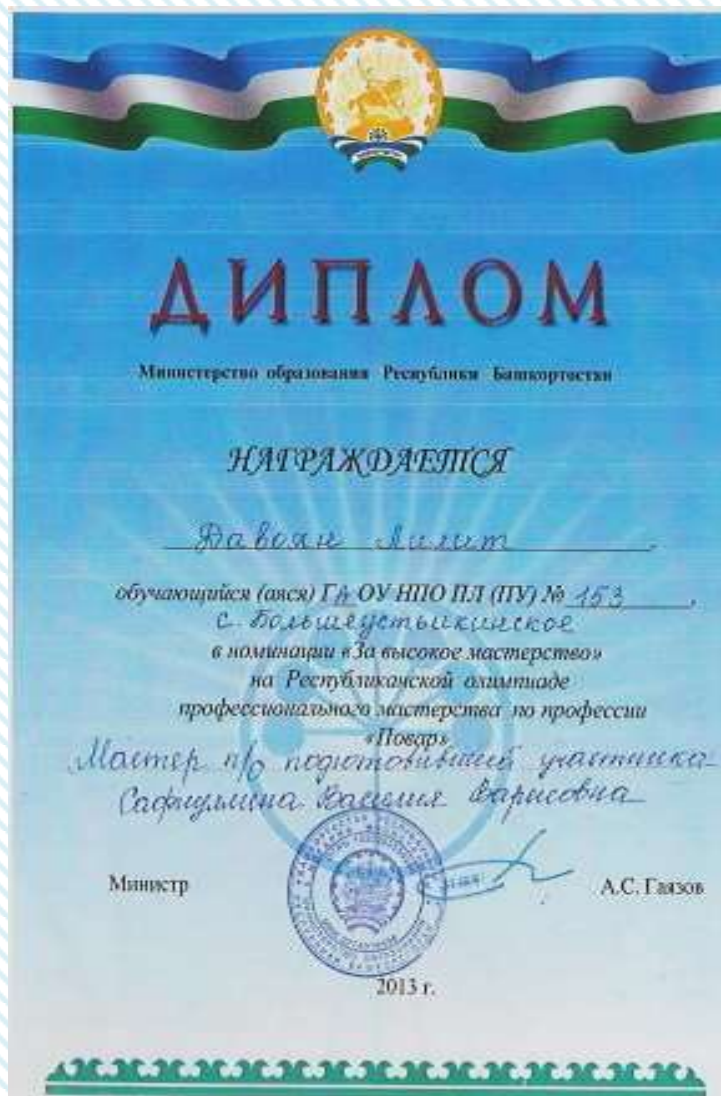 ДИПЛОМ
Министерство образования Республики Башкортостан
НАГРАЖДАЕТСЯ
Давоян Лилит
обучающийся (аяся) ГА ОУ НПО ПЛ (ПУ) № 153,
с. Большеустьикинское
в номинации «За высокое мастерство»
на Республиканской олимпиаде
профессионального мастерства по профессии
«Повар»
Мастер п/о подготовивший участника
Сафиуллина Варисовна
Министр А.С. Гаязов
2013 г.